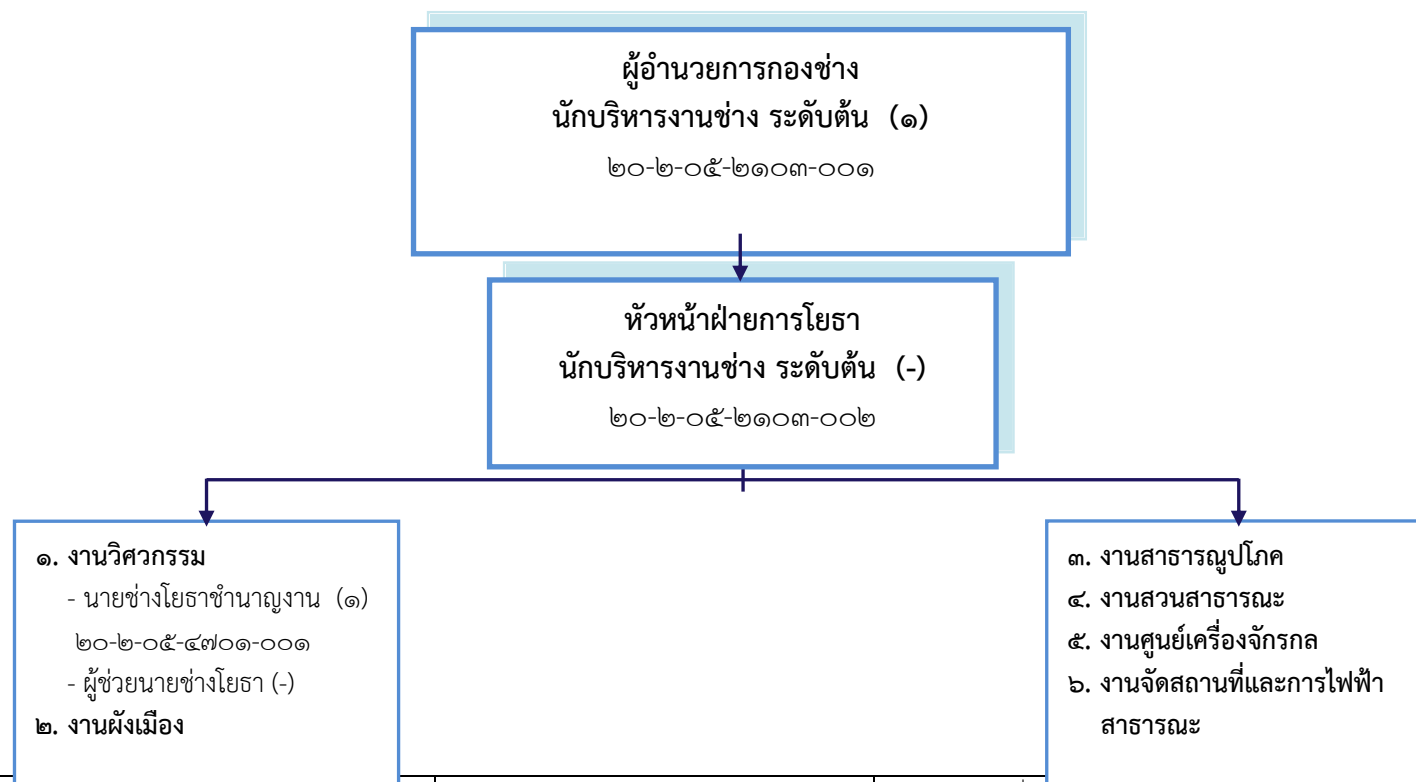 ผู้อำนวยการกองช่าง
นักบริหารงานช่าง ระดับต้น (๑)
๒๐-๒-๐๕-๒๑๐๓-๐๐๑
หัวหน้าฝ่ายการโยธา
นักบริหารงานช่าง ระดับต้น (-)
๒๐-๒-๐๕-๒๑๐๓-๐๐๒
๑. งานวิศวกรรม
- นายช่างโยธาชำนาญงาน (๑)
๒๐-๒-๐๕-๔๗๐๑-๐๐๑
- ผู้ช่วยนายช่างโยธา (-)
๒. งานผังเมือง
๓. งานสาธารณูปโภค
๔. งานสวนสาธารณะ
๕. งานศูนย์เครื่องจักรกล
๖. งานจัดสถานที่และการไฟฟ้า
สาธารณะ